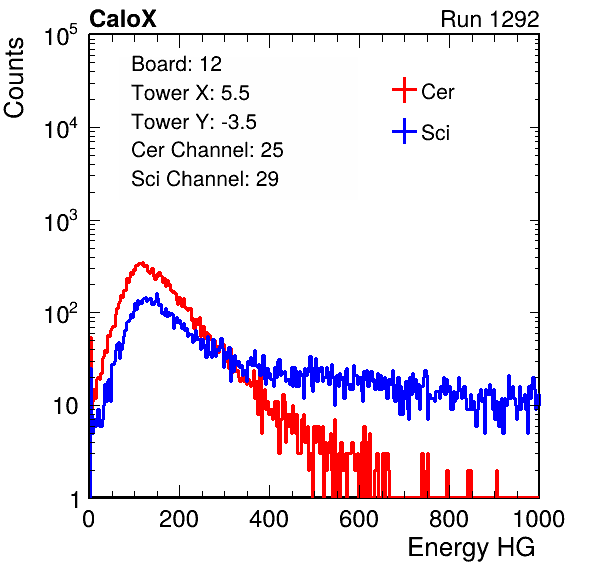 CaloX Run 1292
Counts
10^5
10^4
10^3
10^2
10
1
Board: 12
Tower X: 5.5
Tower Y: -3.5
Cer Channel: 25
Sci Channel: 29
Cer
Sci
0 200 400 600 800 1000
Energy HG